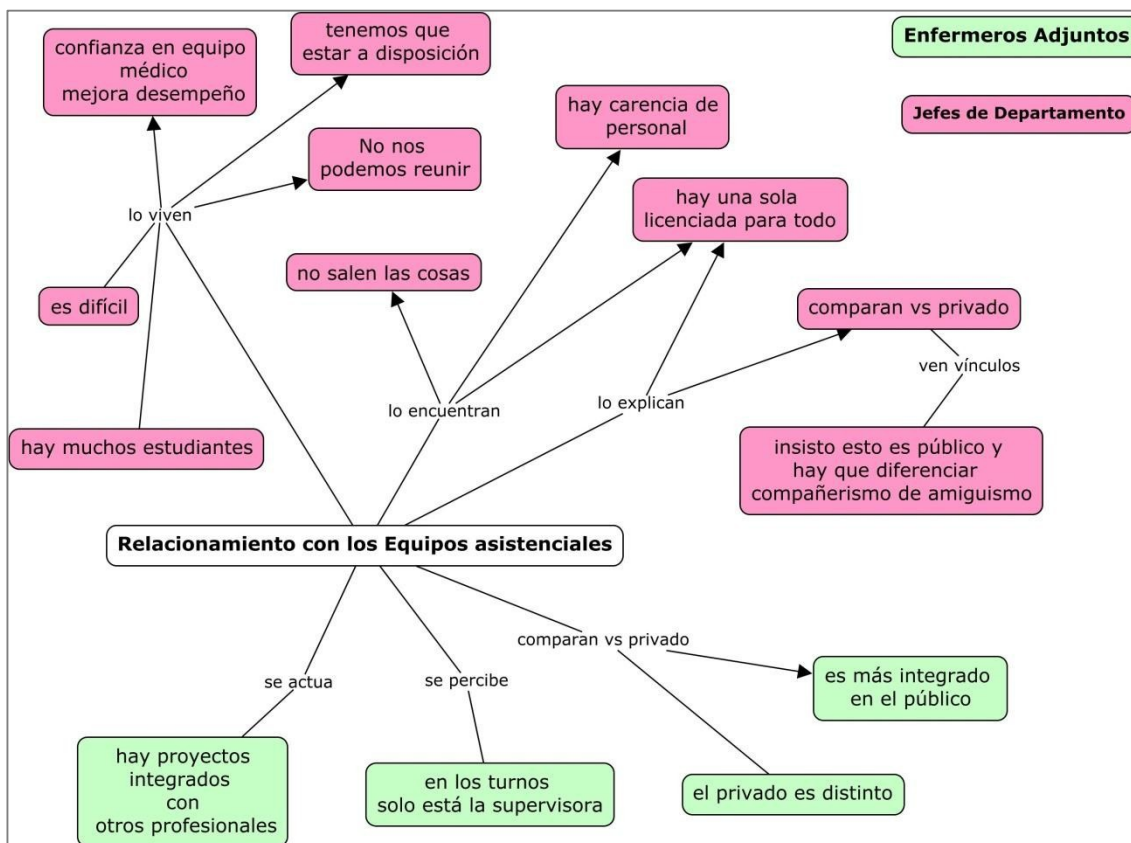 confianza en equipo
médico
mejora desempeño
tenemos que
estar a disposición
Enfermeros Adjuntos
hay carencia de
personal
Jefes de Departamento
No nos
podemos reunir
hay una sola
licenciada para todo
lo viven
no salen las cosas
es difícil
comparan vs privado
ven vínculos
lo encuentran
lo explican
hay muchos estudiantes
insisto esto es público y
hay que diferenciar
compañerismo de amiguismo
Relacionamiento con los Equipos asistenciales
comparan vs privado
se actua
se percibe
es más integrado
en el público
hay proyectos
integrados
con
otros profesionales
en los turnos
solo está la supervisora
el privado es distinto